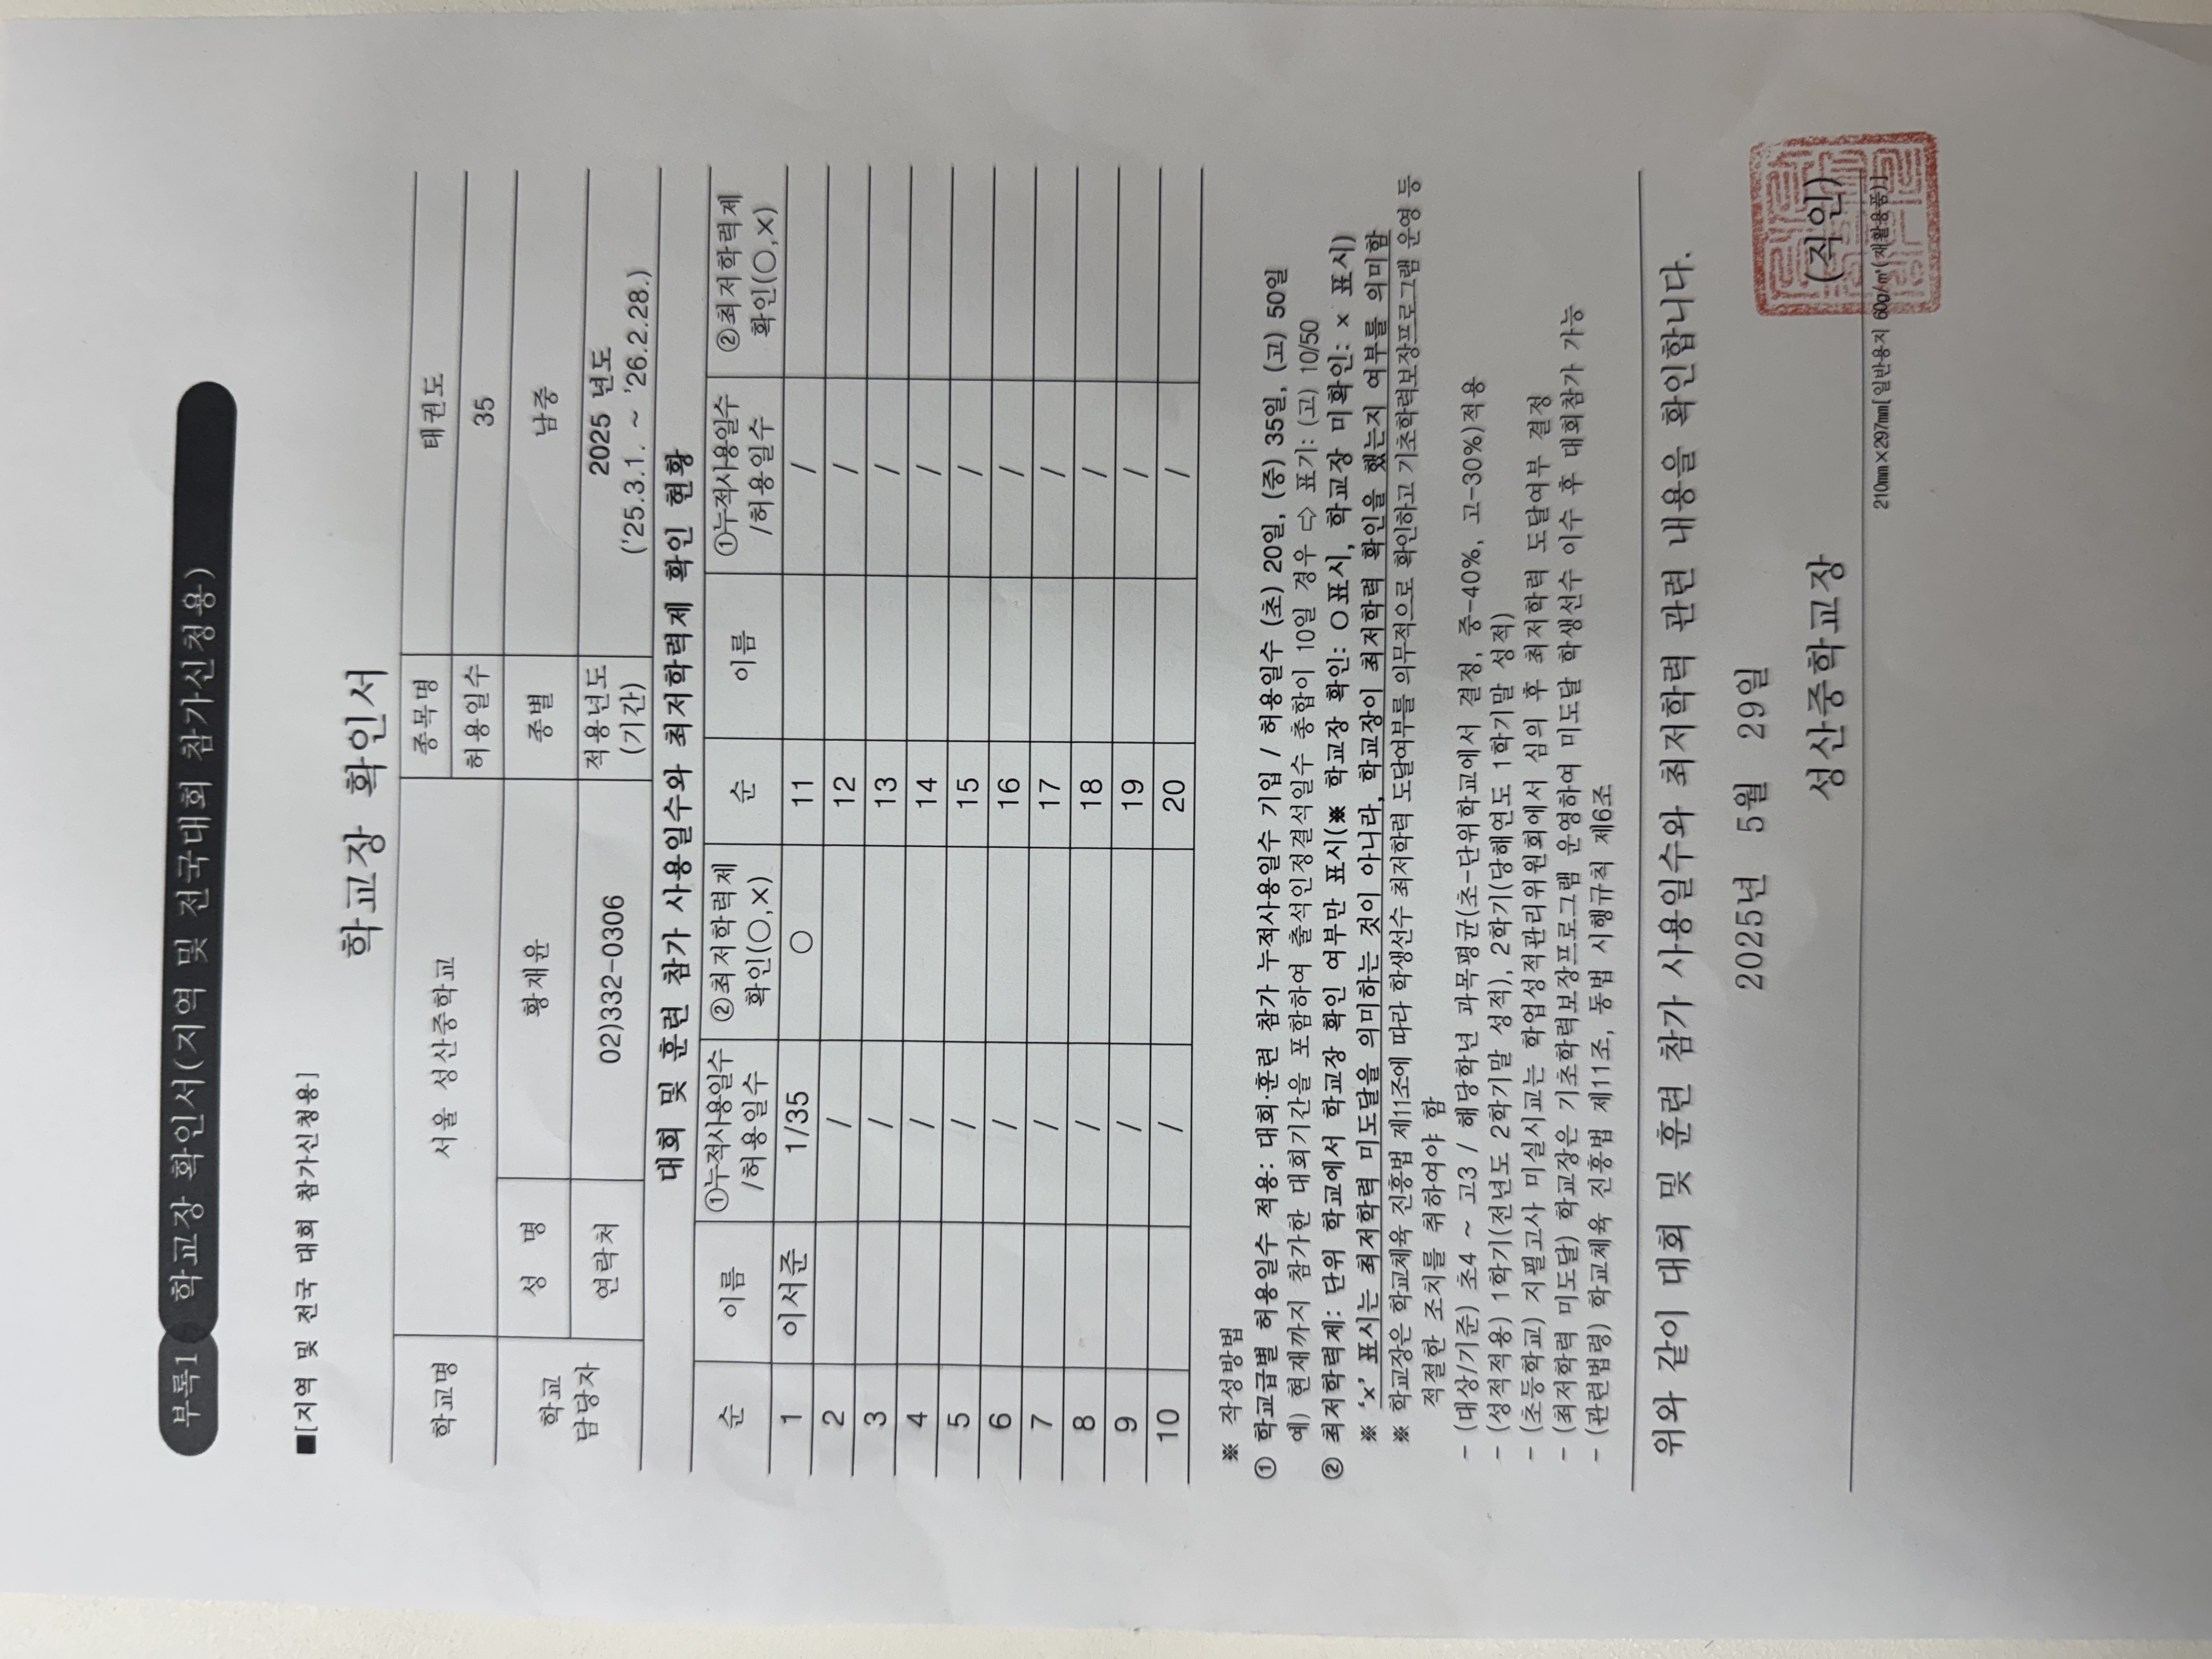 부록1 학교장 확인서(지역 및 전국대회 참가신청용)
■[지역 및 전국 대회 참가신청용]
학교장 확인서
학교명 서울 성산중학교 종목명 태권도
허용일수 35
학교 담당자 성 명 황재윤 종별 남중
연락처 02)332-0306 적용년도 (기간) 2025 년도 ('25.3.1. ~ '26.2.28.)
대회 및 훈련 참가 사용일수와 최저학력제 확인 현황
순 이름 ①누적사용일수 /허용일수 ②최저학력제 확인(○,×) 순 이름 ①누적사용일수 /허용일수 ②최저학력제 확인(○,×)
1 이서준 1/35 ○ 11 /
2 / 12 /
3 / 13 /
4 / 14 /
5 / 15 /
6 / 16 /
7 / 17 /
8 / 18 /
9 / 19 /
10 / 20 /
※ 작성방법
① 학교급별 허용일수 적용: 대회·훈련 참가 누적사용일수 기입 / 허용일수 (초) 20일, (중) 35일, (고) 50일
예) 현재까지 참가한 대회기간을 포함하여 출석인정결석일수 총합이 10일 경우 ⇨ 표기: (고) 10/50
② 최저학력제: 단위 학교에서 학교장 확인 여부만 표시(※ 학교장 확인: ○표시, 학교장 미확인: × 표시)
※ '×' 표시는 최저학력 미도달을 의미하는 것이 아니라, 학교장이 최저학력 확인을 했는지 여부를 의미함
※ 학교장은 학교체육 진흥법 제11조에 따라 학생선수 최저학력 도달여부를 의무적으로 확인하고 기초학력보장프로그램 운영 등
적절한 조치를 취하여야 함
- (대상/기준) 초4 ~ 고3 / 해당학년 과목평균(초-단위학교에서 결정, 중-40%, 고-30%)적용
- (성적적용) 1학기(전년도 2학기말 성적), 2학기(당해연도 1학기말 성적)
- (초등학교) 지필고사 미실시교는 학업성적관리위원회에서 심의 후 최저학력 도달여부 결정
- (최저학력 미도달) 학교장은 기초학력보장프로그램 운영하여 미도달 학생선수 이수 후 대회참가 가능
- (관련법령) 학교체육 진흥법 제11조, 동법 시행규칙 제6조
위와 같이 대회 및 훈련 참가 사용일수와 최저학력 관련 내용을 확인합니다.
2025년 5월 29일
성산중학교장 (직인)
210㎜×297㎜[일반용지 60g/㎡(재활용품)]